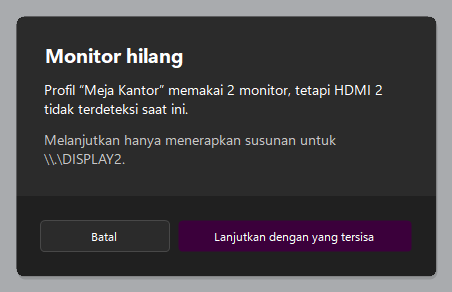 Monitor hilang
Profil “Meja Kantor” memakai 2 monitor, tetapi HDMI 2
tidak terdeteksi saat ini.
Melanjutkan hanya menerapkan susunan untuk
\\.\DISPLAY2.
Batal
Lanjutkan dengan yang tersisa